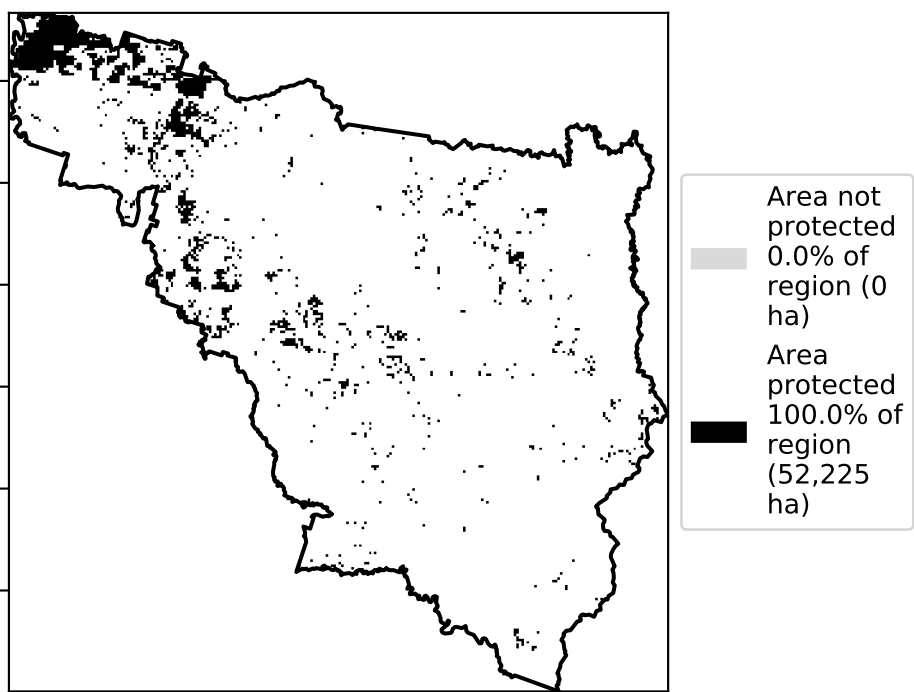 Area not
protected
0.0% of
region (0
ha)
Area
protected
100.0% of
region
(52,225
ha)